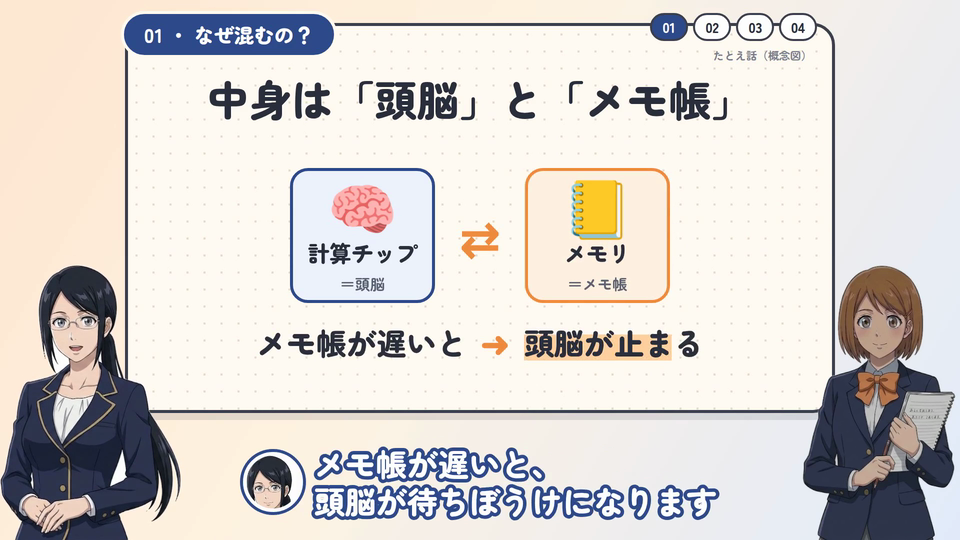 01 ・ なぜ混むの？
01 02 03 04
たとえ話（概念図）
中身は「頭脳」と「メモ帳」
計算チップ
＝頭脳
⇄
メモリ
＝メモ帳
メモ帳が遅いと ➜ 頭脳が止まる
メモ帳が遅いと、
頭脳が待ちぼうけになります